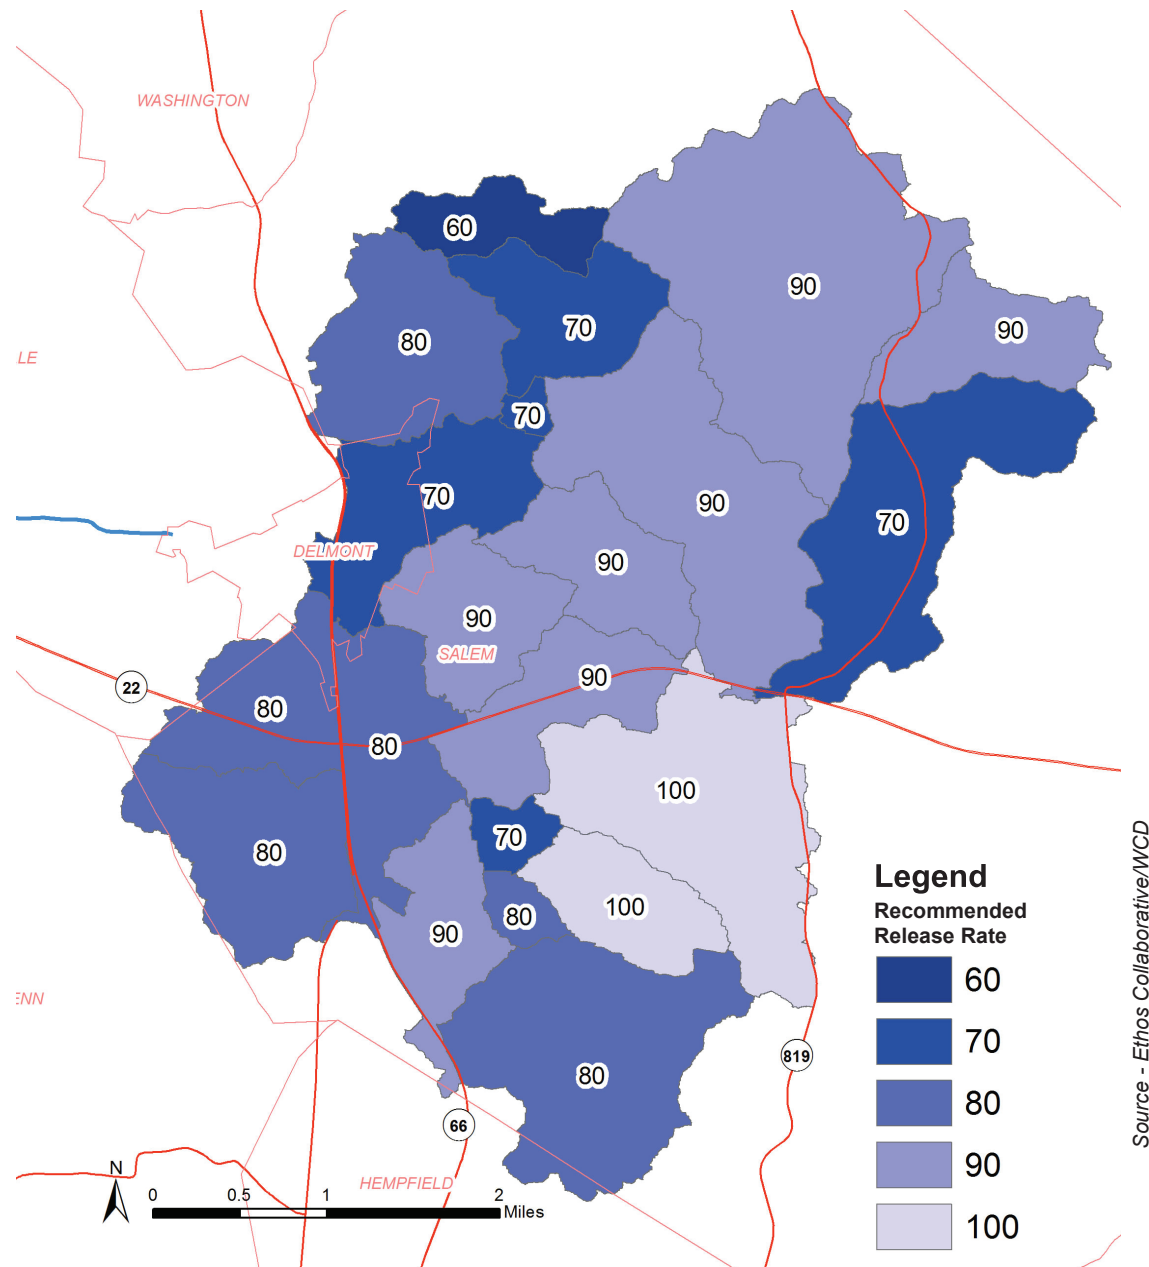 WASHINGTON
60
90
70
90
80
LE
70
70
90
70
DELMONT
90
90
SALEM
90
22
80
80
100
70
80
100
80
90
Legend
Recommended
Release Rate
60
70
80
90
100
ENN
819
80
66
N
HEMPFIELD
0 0.5 1 2
Miles
Source - Ethos Collaborative/WCD